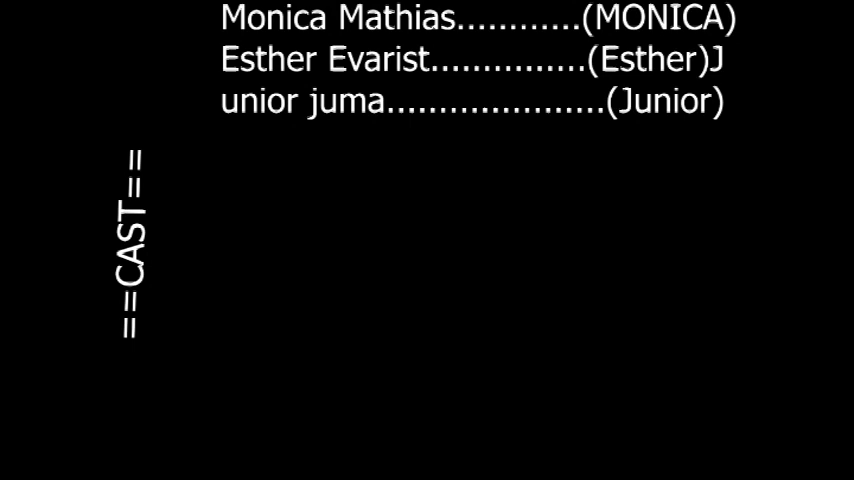 Monica Mathias............(MONICA)
Esther Evarist...............(Esther)J
unior juma.....................(Junior)
==CAST==